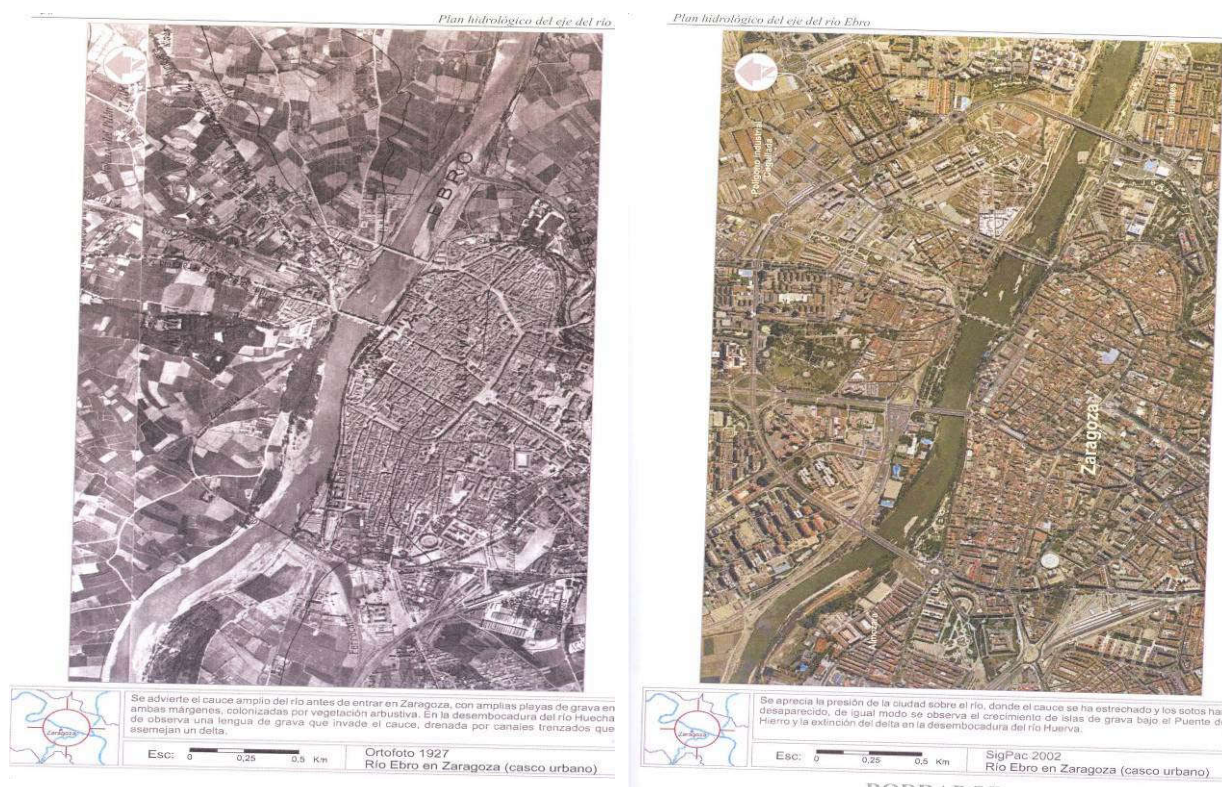 Plan hidrológico del eje del río
EBRO
Se advierte el cauce amplio del río antes de entrar en Zaragoza, con amplias playas de grava en
ambas márgenes, colonizadas por vegetación arbustiva. En la desembocadura del río Huecha
de observa una lengua de grava que invade el cauce, drenada por canales trenzados que
asemejan un delta.
Zaragoza
Esc: 0 0,25 0,5 Km
Ortofoto 1927
Río Ebro en Zaragoza (casco urbano)
Plan hidrológico del eje del río Ebro
N
Polígono industrial
Zaragoza
Almozara
Se aprecia la presión de la ciudad sobre el río, donde el cauce se ha estrechado y los sotos ha
desaparecido, de igual modo se observa el crecimiento de islas de grava bajo el Puente d
Hierro y la extinción del delta en la desembocadura del río Huerva.
Zaragoza
Esc: 0 0,25 0,5 Km
SigPac 2002
Río Ebro en Zaragoza (casco urbano)